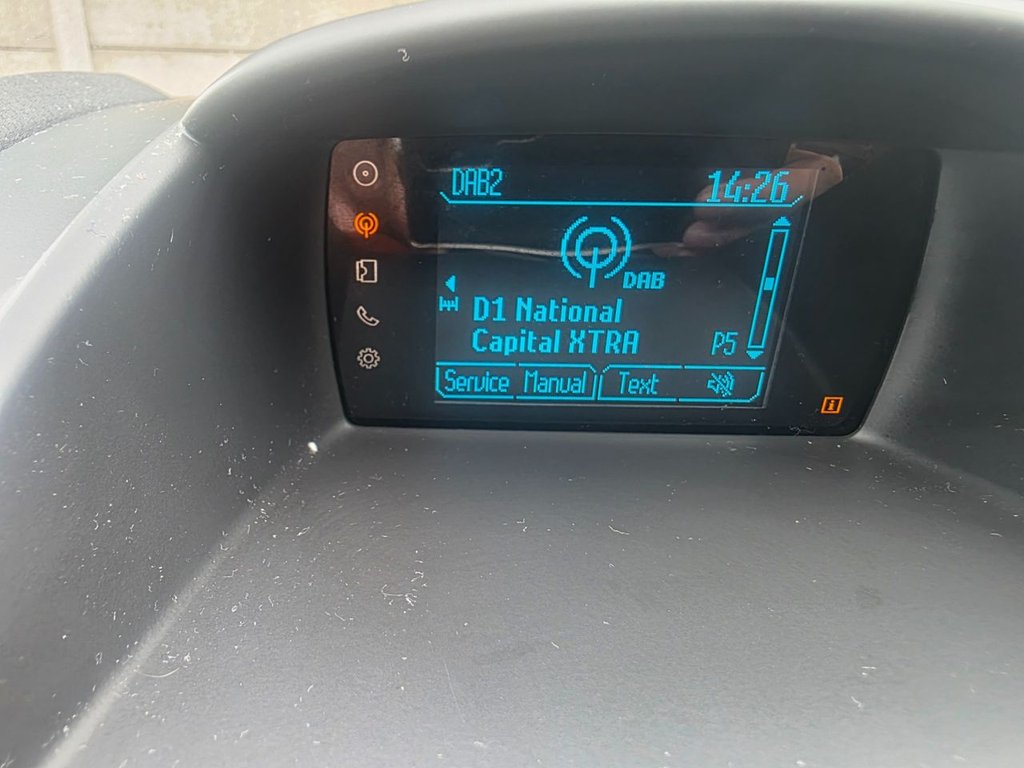 DAB2 14:26
DAB
D1 National
Capital XTRA P5
Service Manual Text
i